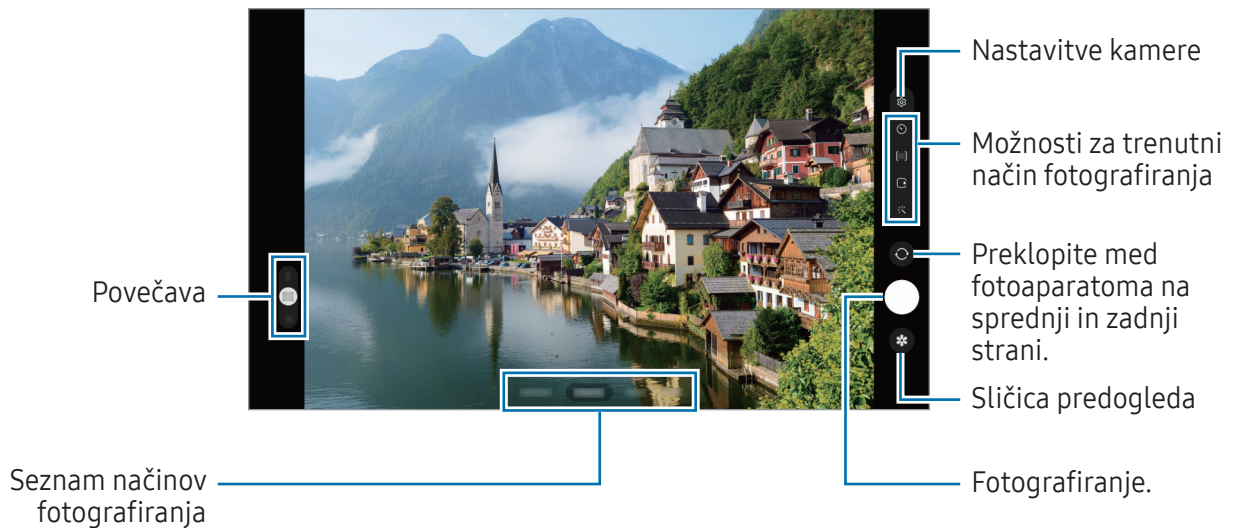 Nastavitve kamere
Možnosti za trenutni
način fotografiranja
Povečava
Preklopite med
fotoaparatoma na
sprednji in zadnji
strani.
Sličica predogleda
Seznam načinov
fotografiranja
Fotografiranje.